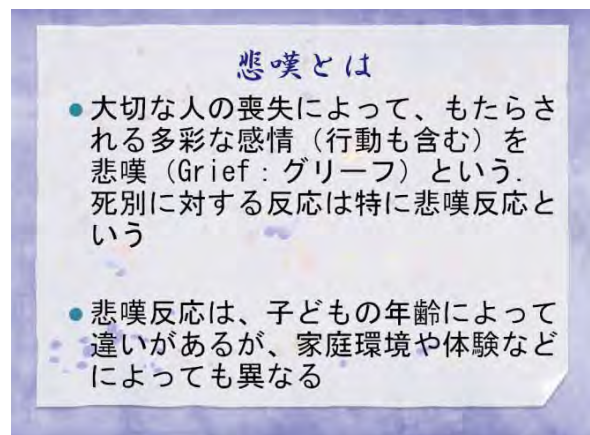 悲嘆とは
●大切な人の喪失によって、もたらさ
れる多彩な感情（行動も含む）を
悲嘆（Grief：グリーフ）という．
死別に対する反応は特に悲嘆反応と
いう
●悲嘆反応は、子どもの年齢によって
違いがあるが、家庭環境や体験など
によっても異なる